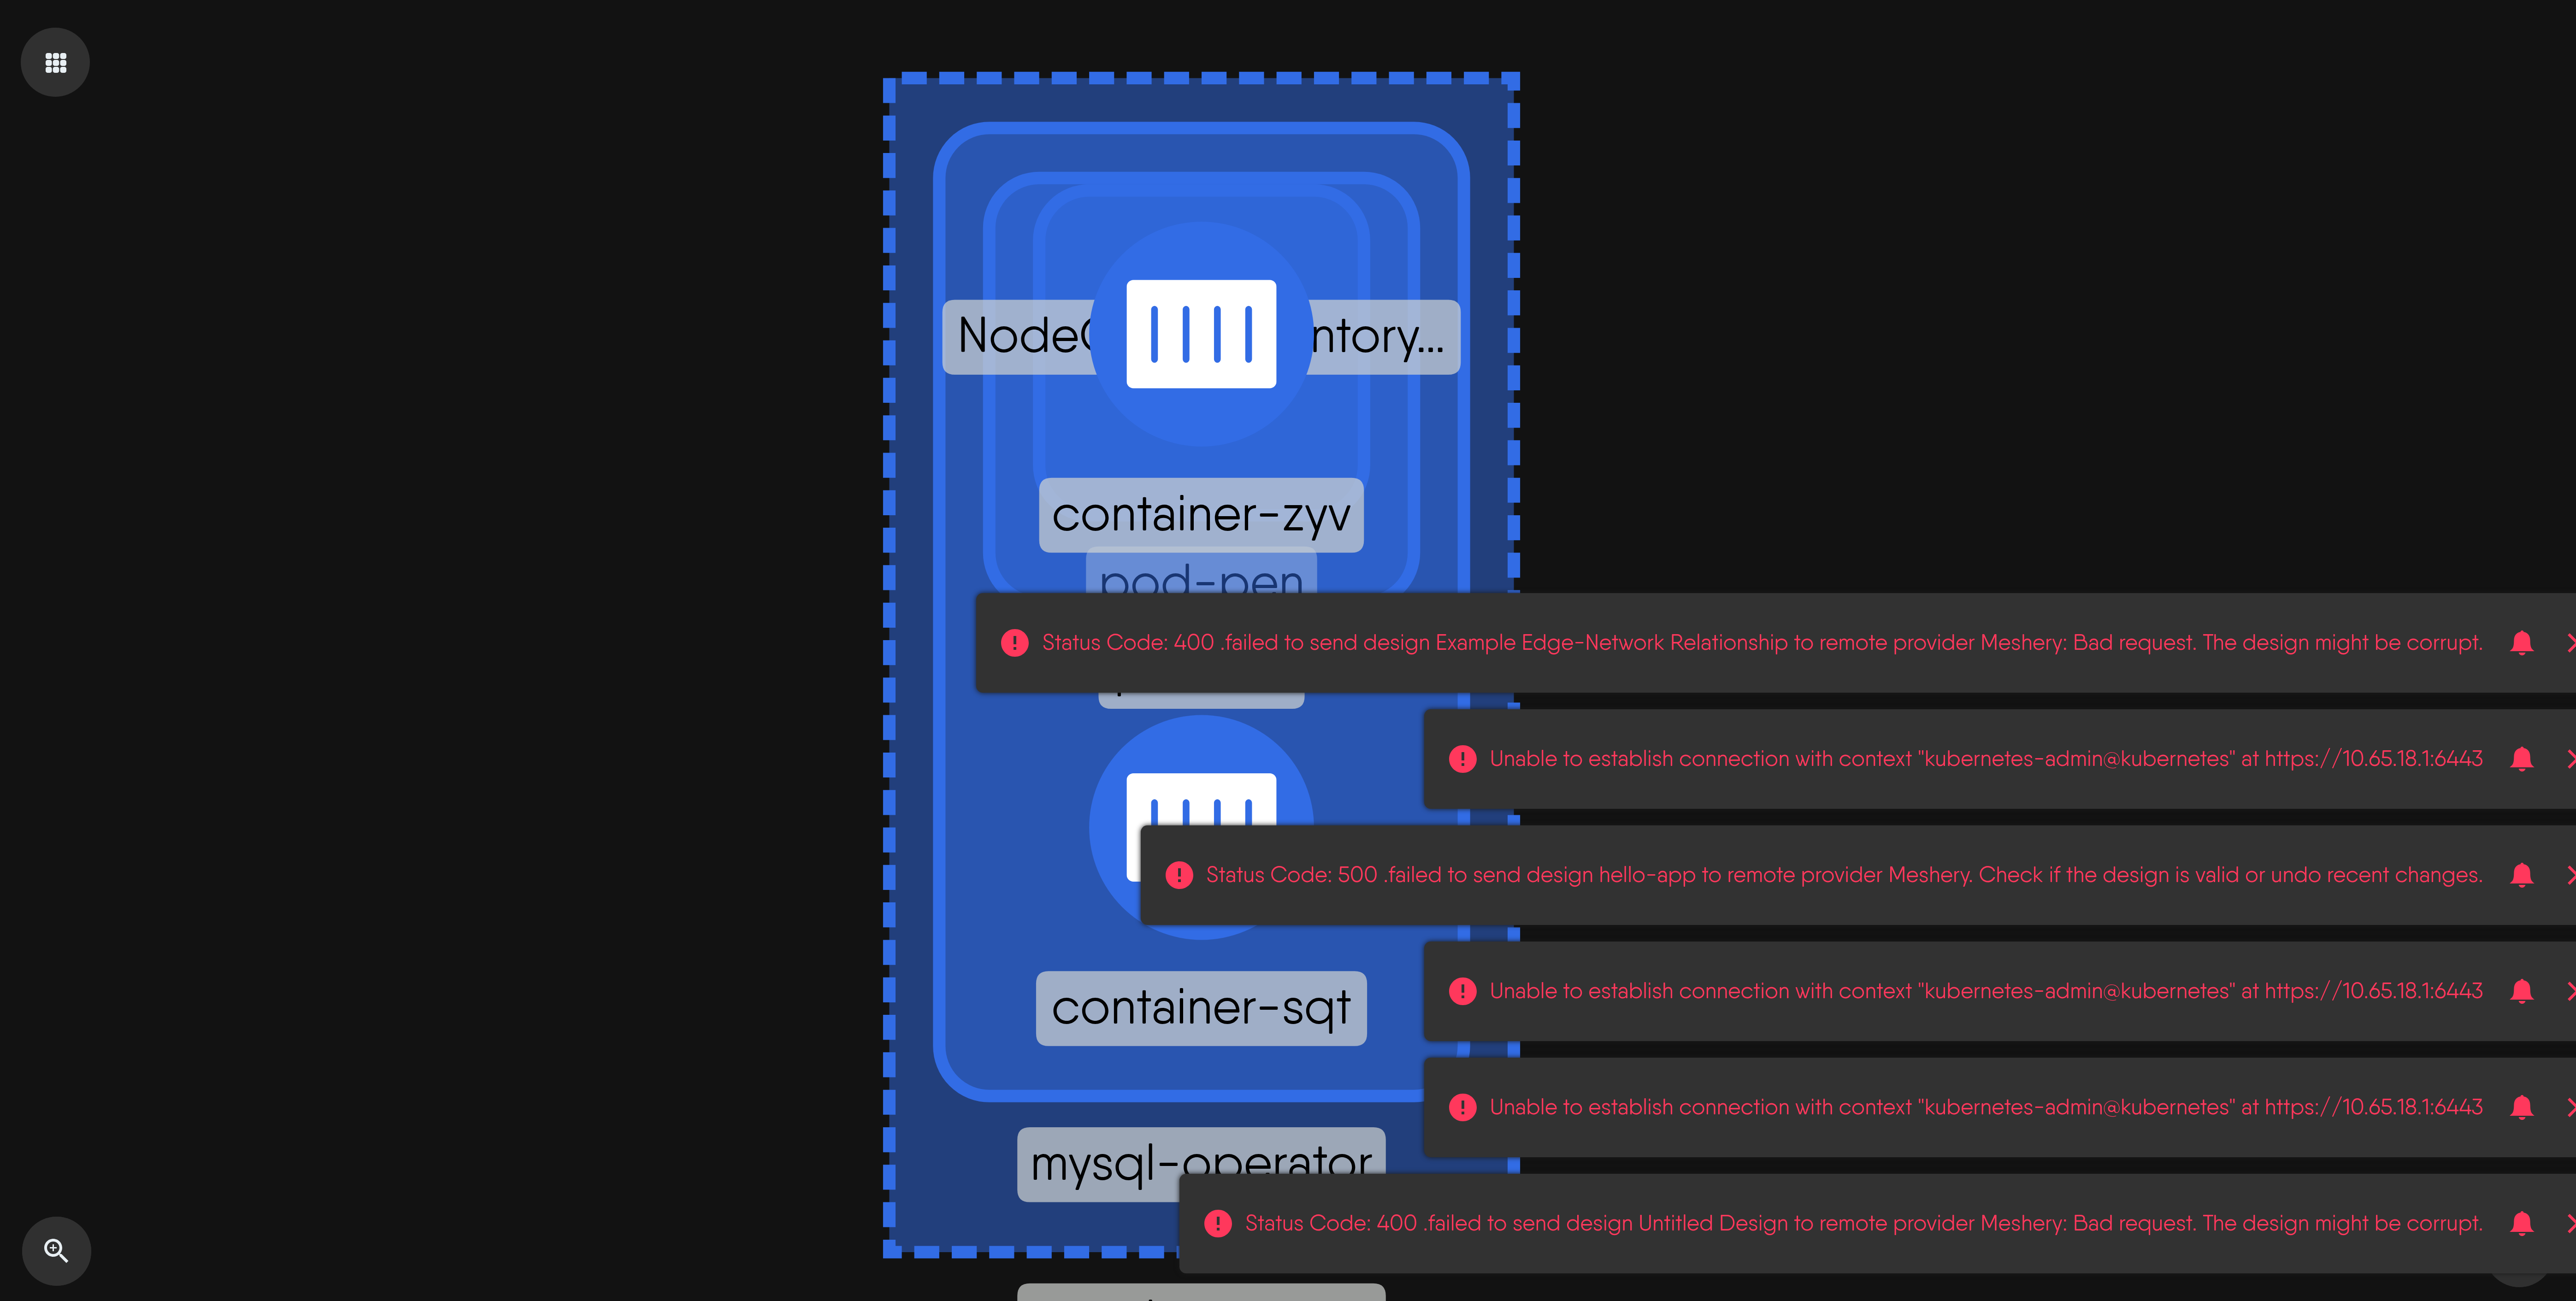 NodeC ntory...
container-zyv
pod-pen
Status Code: 400 .failed to send design Example Edge-Network Relationship to remote provider Meshery: Bad request. The design might be corrupt.
Unable to establish connection with context "kubernetes-admin@kubernetes" at https://10.65.18.1:6443
Status Code: 500 .failed to send design hello-app to remote provider Meshery. Check if the design is valid or undo recent changes.
Unable to establish connection with context "kubernetes-admin@kubernetes" at https://10.65.18.1:6443
container-sqt
Unable to establish connection with context "kubernetes-admin@kubernetes" at https://10.65.18.1:6443
mysql-operator
Status Code: 400 .failed to send design Untitled Design to remote provider Meshery: Bad request. The design might be corrupt.